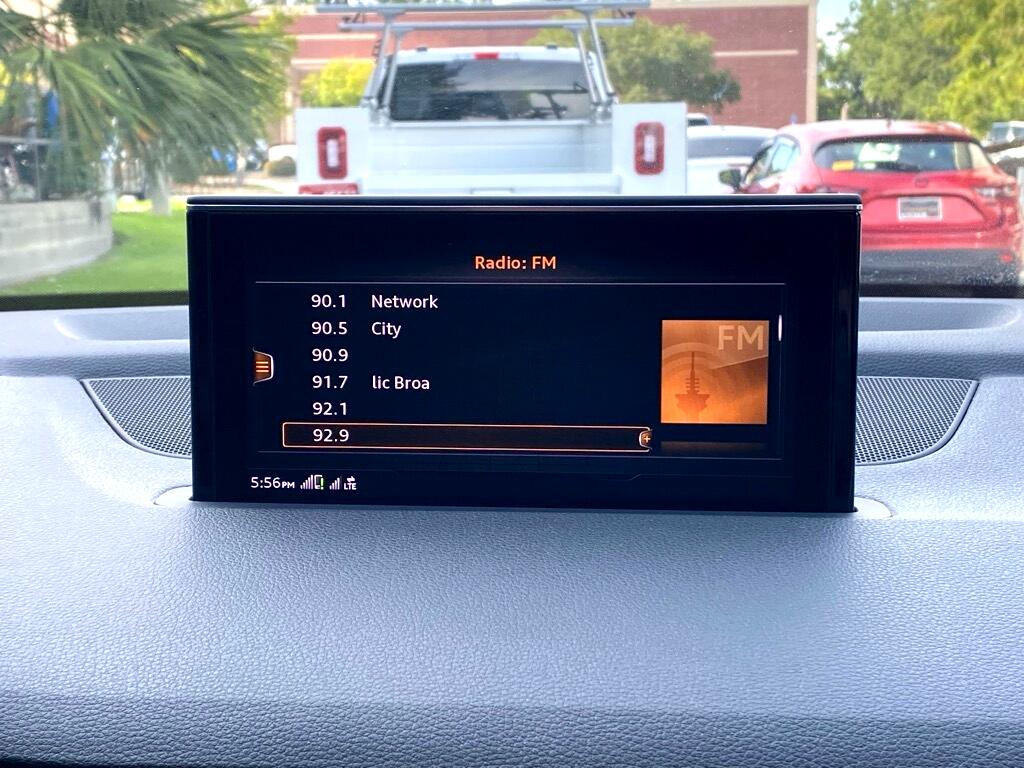 Radio: FM
90.1 Network
90.5 City
90.9
91.7 lic Broa
92.1
92.9
FM
5:56PM LTE